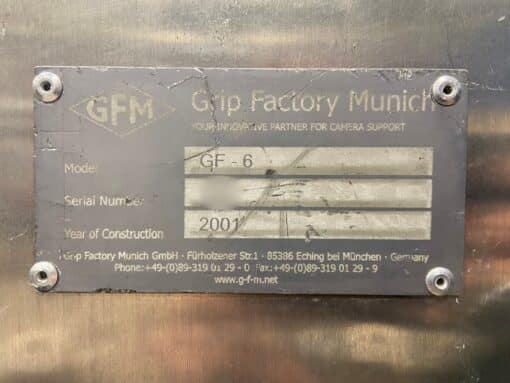 GFM
Grip Factory Munich
YOUR INNOVATIVE PARTNER FOR CAMERA SUPPORT
Model GF - 6
Serial Number
Year of Construction 2001
Grip Factory Munich GmbH · Fürholzener Str.1 · 85386 Eching bei München · Germany
Phone:+49-(0)89-319 01 29 - 0 Fax:+49-(0)89-319 01 29 - 9
www.g-f-m.net